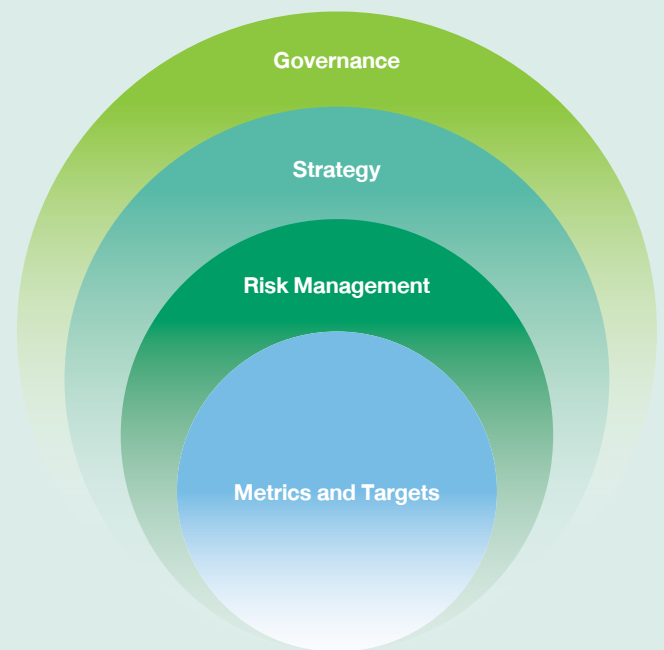 Governance
Strategy
Risk Management
Metrics and Targets